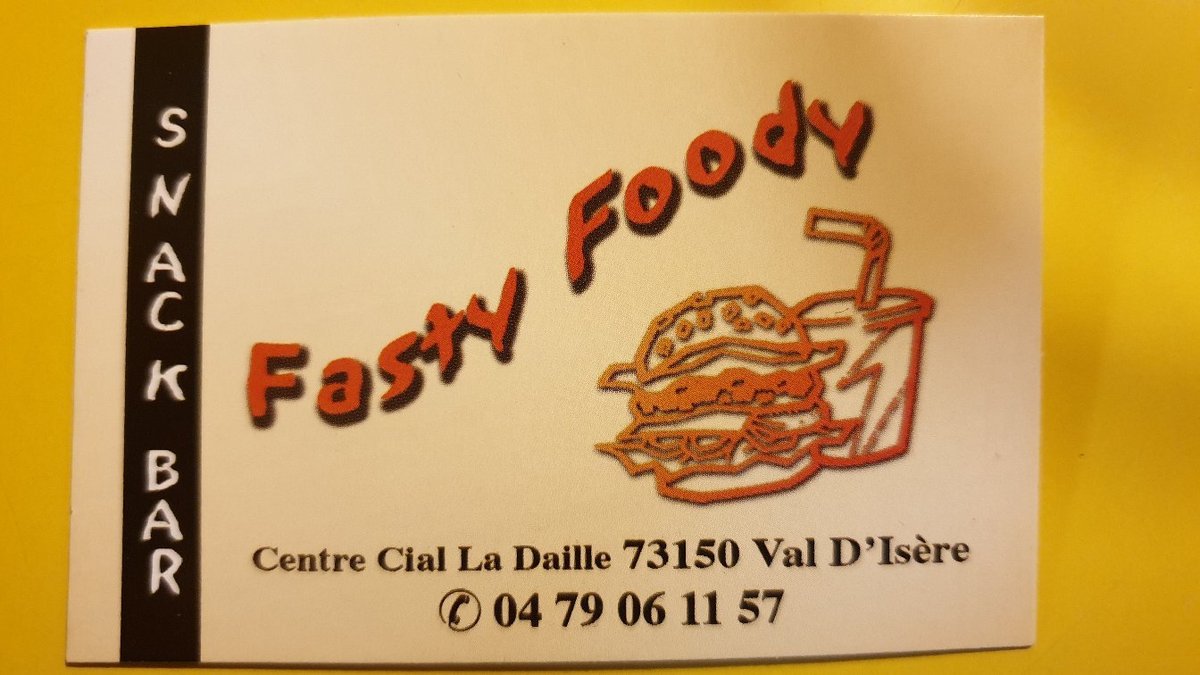 SNACK BAR
Fasty Foody
Centre Cial La Daille 73150 Val D'Isère
✆ 04 79 06 11 57